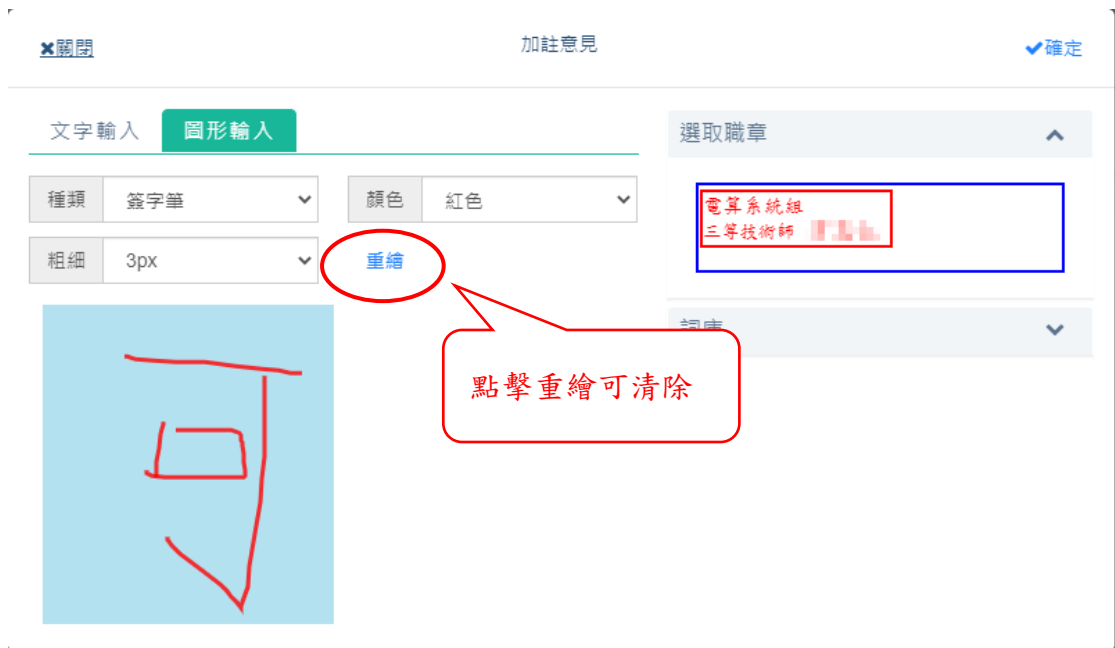 關閉
加註意見
確定
文字輸入
圖形輸入
選取職章
種類
簽字筆
顏色
紅色
電算系統組
三等技術師
粗細
3px
重繪
詞庫
點擊重繪可清除
可